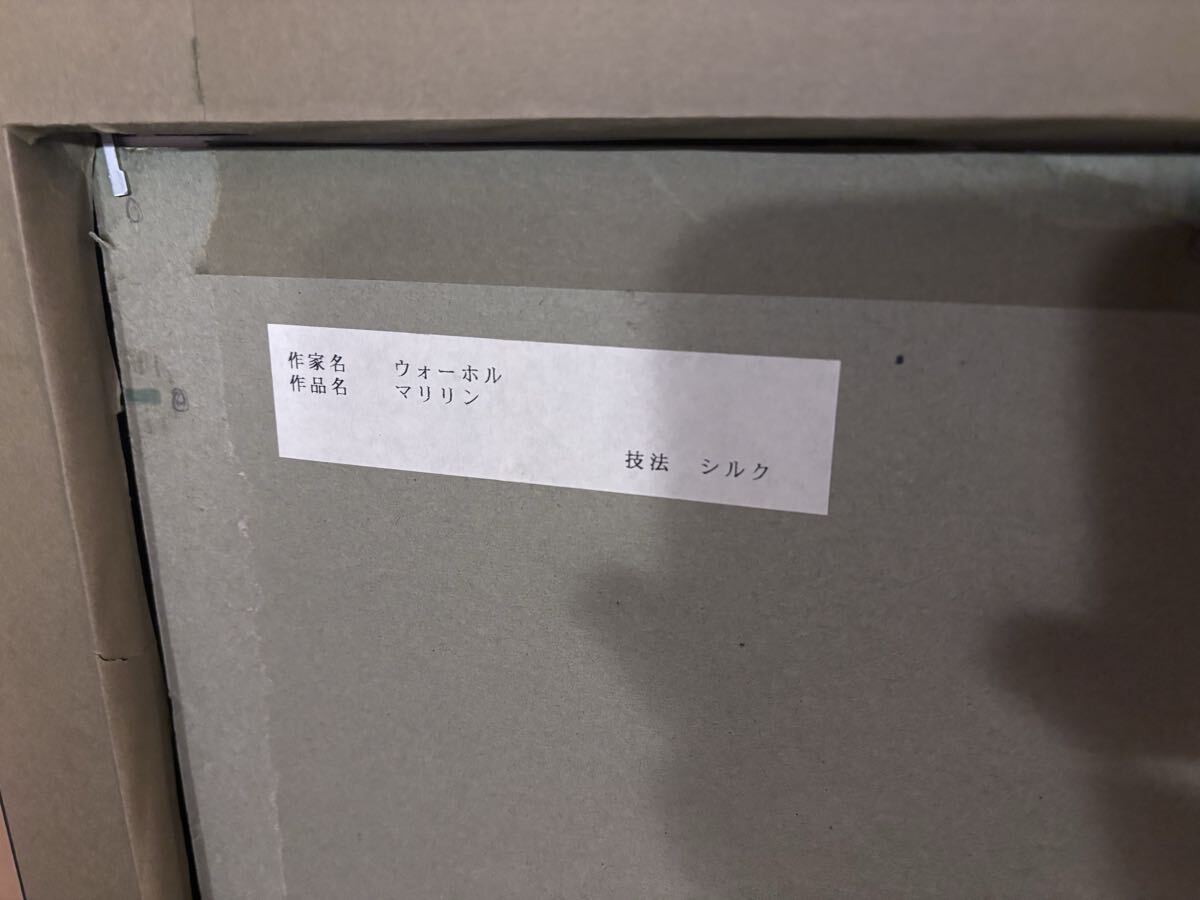 作家名　ウォーホル
作品名　マリリン
技法　シルク